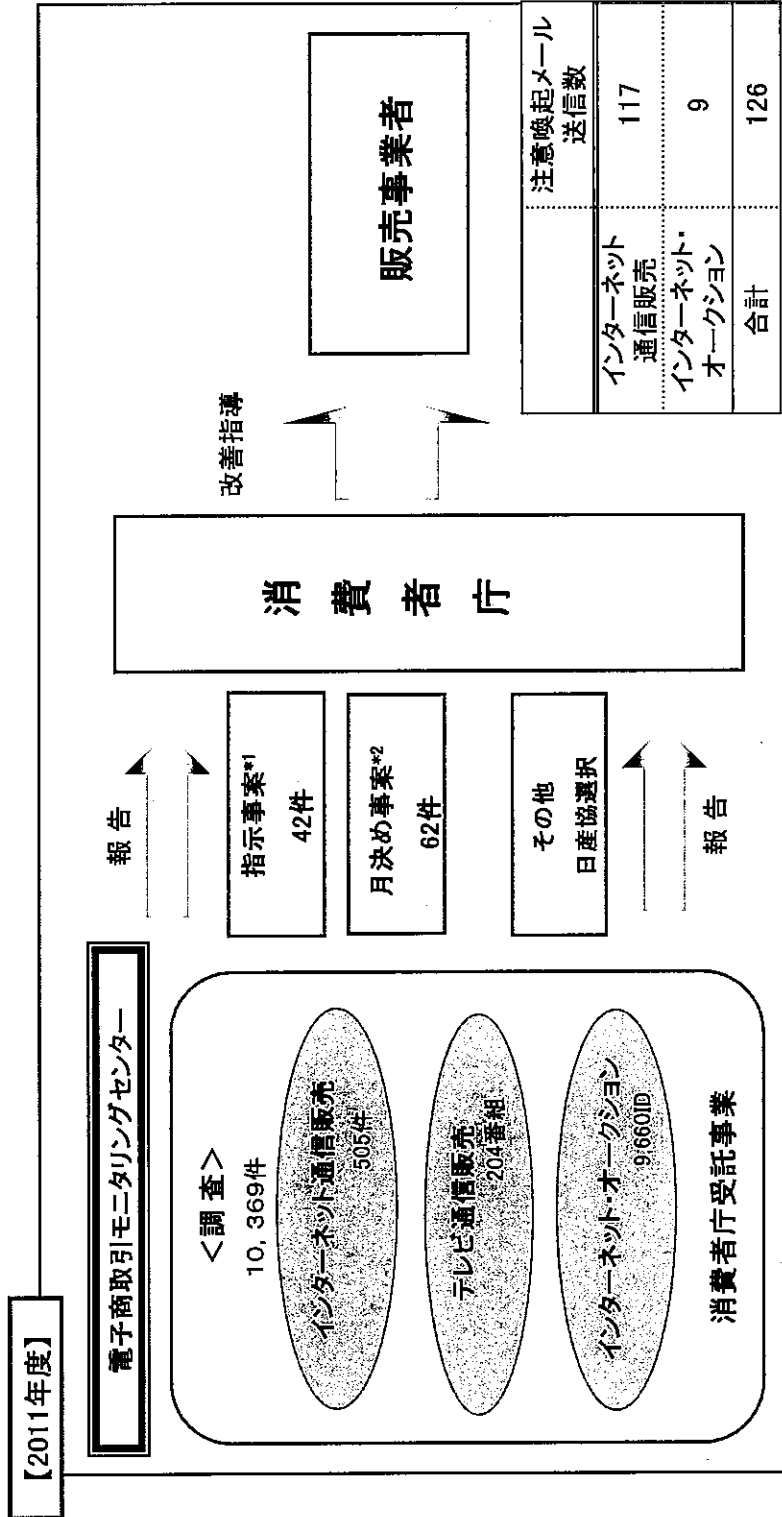 【2011年度】
電子商取引モニタリングセンター
<調 査>
10,369件
インターネット通信販売
505件
テレビ通信販売
204番組
インターネット・オークション
9,660ID
消費者庁受託事業
報 告
指示事案*1
42件
月決め事案*2
62件
その他
日産協選択
報 告
消費者庁
改善指導
販売事業者
注意喚起メール
送信数
インターネット
通信販売
117
インターネット・
オークション
9
合計
126